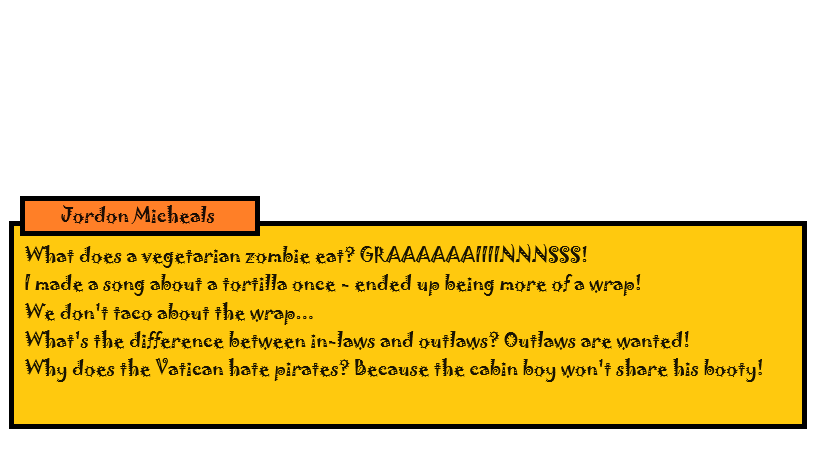 Jordon Micheals
What does a vegetarian zombie eat? GRAAAAAAIIIINNNSSS!
I made a song about a tortilla once - ended up being more of a wrap!
We don't taco about the wrap...
What's the difference between in-laws and outlaws? Outlaws are wanted!
Why does the Vatican hate pirates? Because the cabin boy won't share his booty!